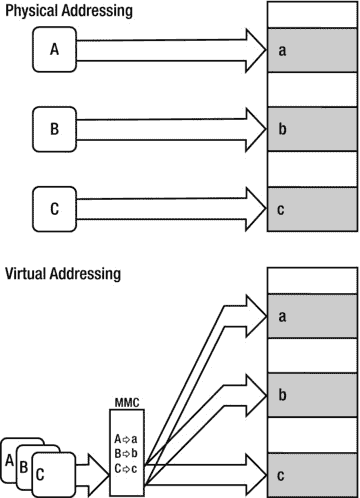 Physical Addressing
A
a
B
b
C
c
Virtual Addressing
a
MMC
b
A⇨a
B⇨b
C⇨c
A
B
C
c